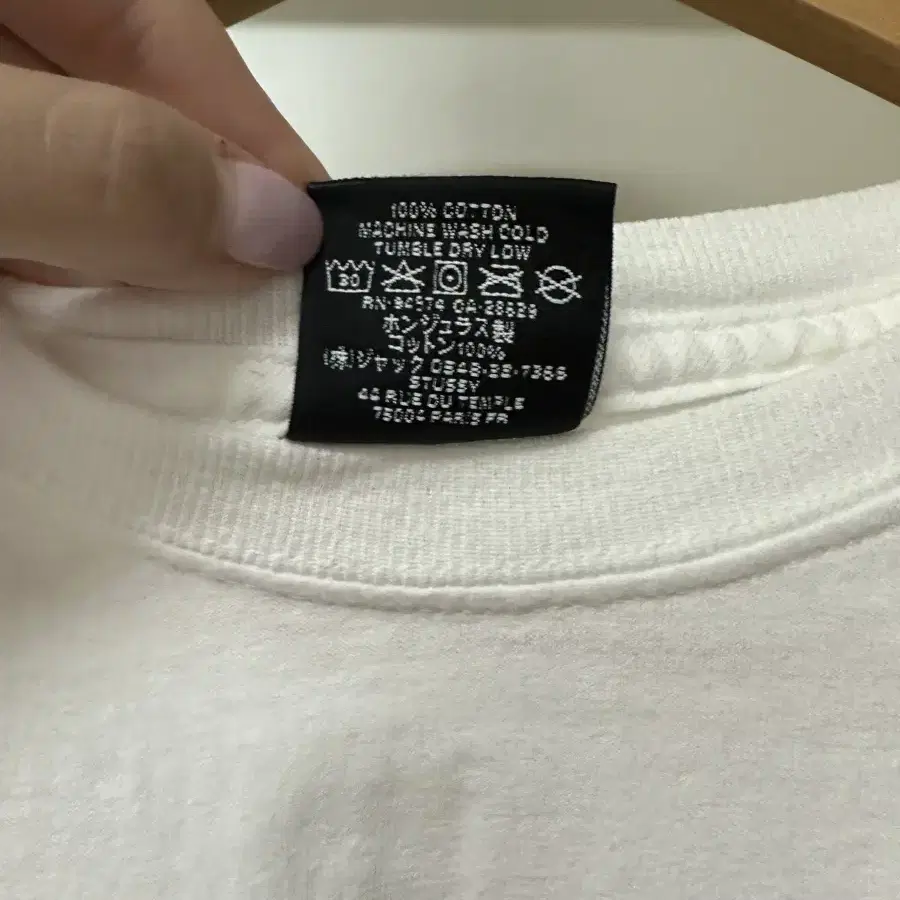 100% COTTON
MACHINE WASH COLD
TUMBLE DRY LOW
30
RN-94574 CA-28829
ホンジュラス製
コットン100%
(株)ジャック 0548-32-7366
STUSSY
44 RUE DU TEMPLE
75004 PARIS FR